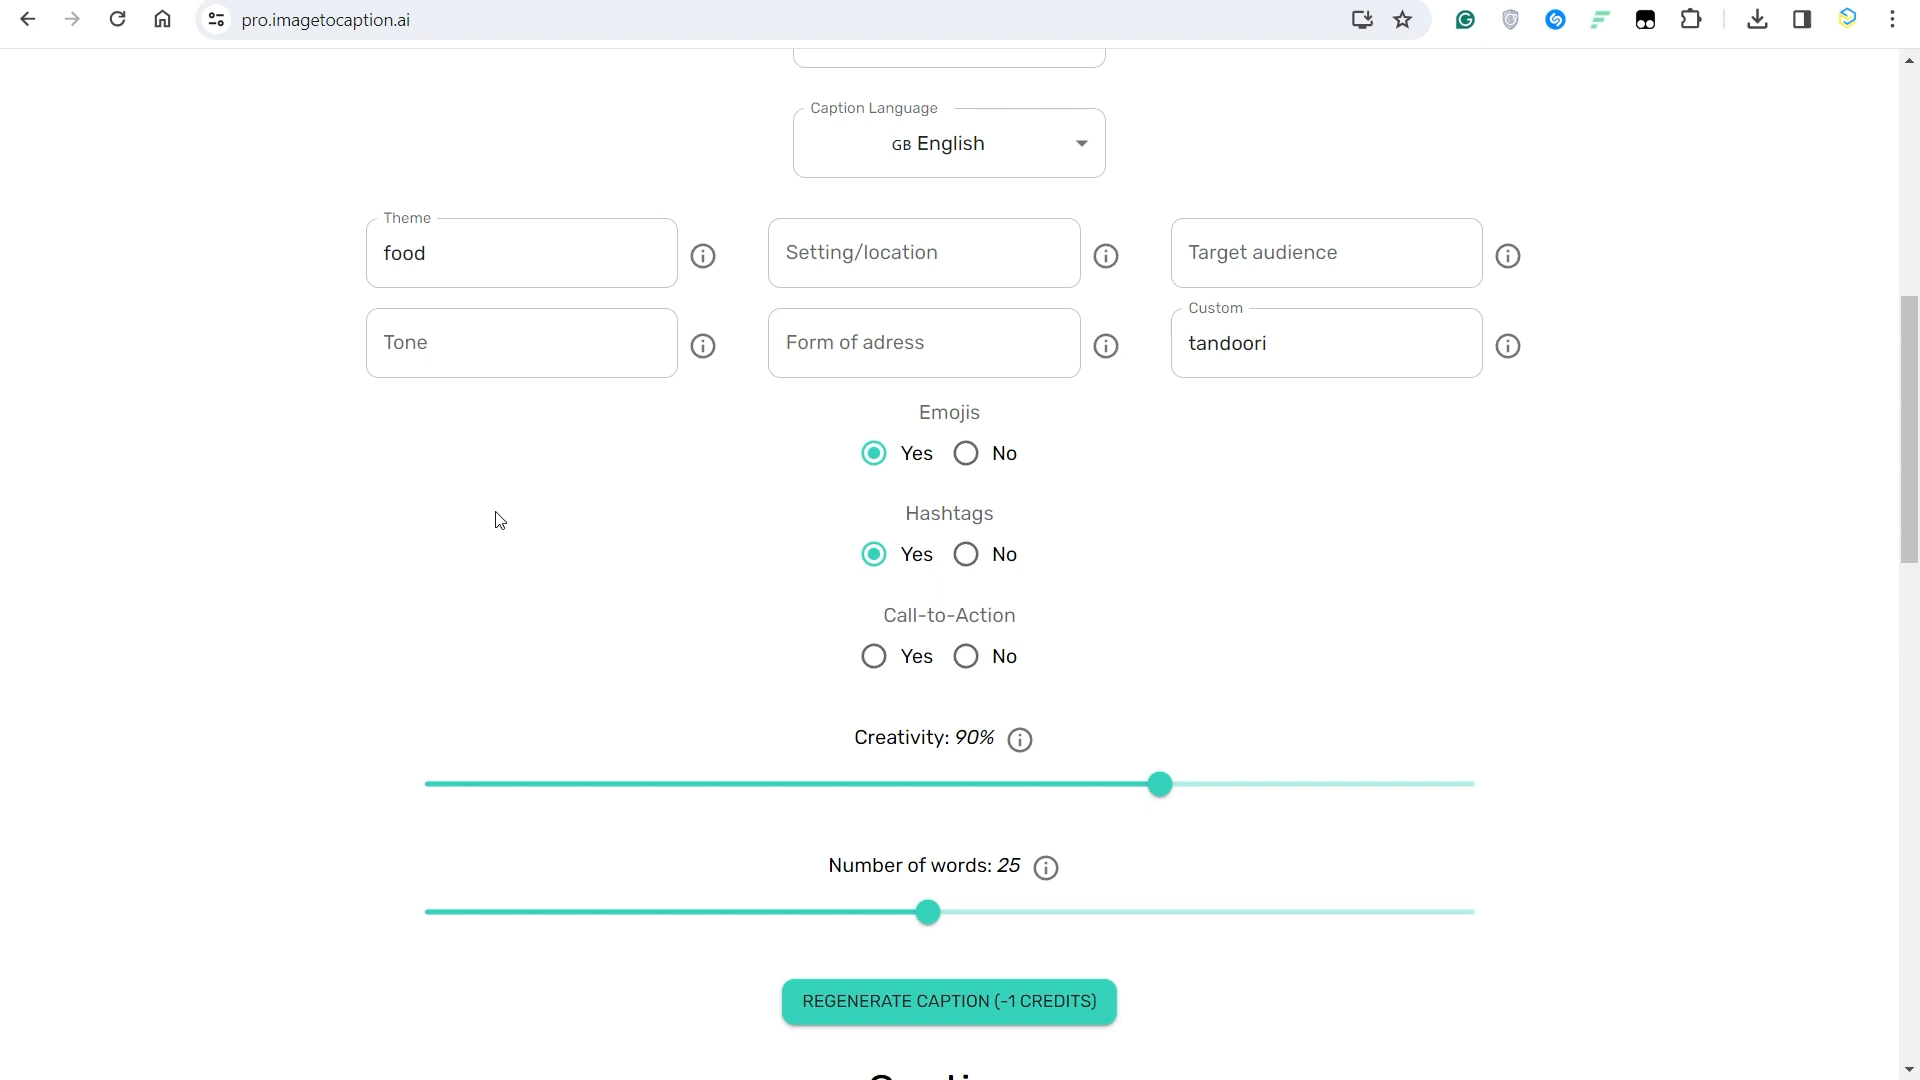 pro.imagetocaption.ai
Caption Language
GB English
Theme
food
Setting/location
Target audience
Tone
Form of adress
Custom
tandoori
Emojis
Yes No
Hashtags
Yes No
Call-to-Action
Yes No
Creativity: 90%
Number of words: 25
REGENERATE CAPTION (-1 CREDITS)